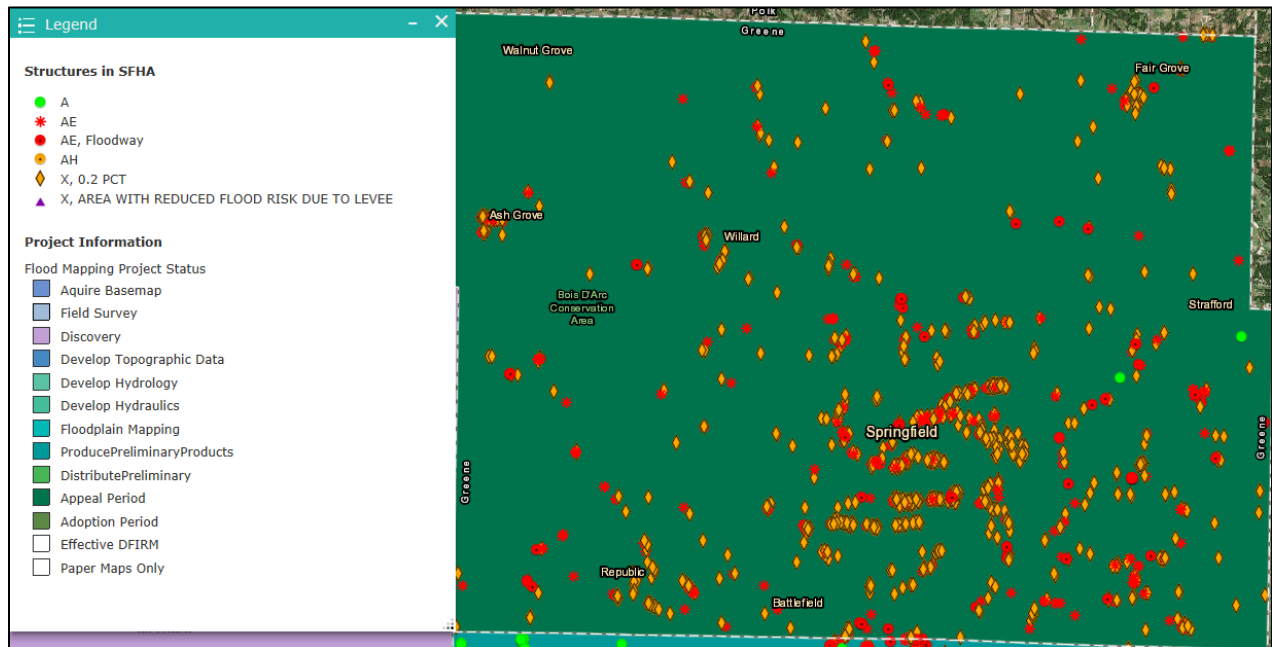 Legend
Structures in SFHA
A
AE
AE, Floodway
AH
X, 0.2 PCT
X, AREA WITH REDUCED FLOOD RISK DUE TO LEVEE
Project Information
Flood Mapping Project Status
Aquire Basemap
Field Survey
Discovery
Develop Topographic Data
Develop Hydrology
Develop Hydraulics
Floodplain Mapping
ProducePreliminaryProducts
DistributePreliminary
Appeal Period
Adoption Period
Effective DFIRM
Paper Maps Only
Polk
Greene
Walnut Grove
Fair Grove
Ash Grove
Willard
Bois D'Arc
Conservation
Area
Strafford
Springfield
Greene
Greene
Republic
Battlefield